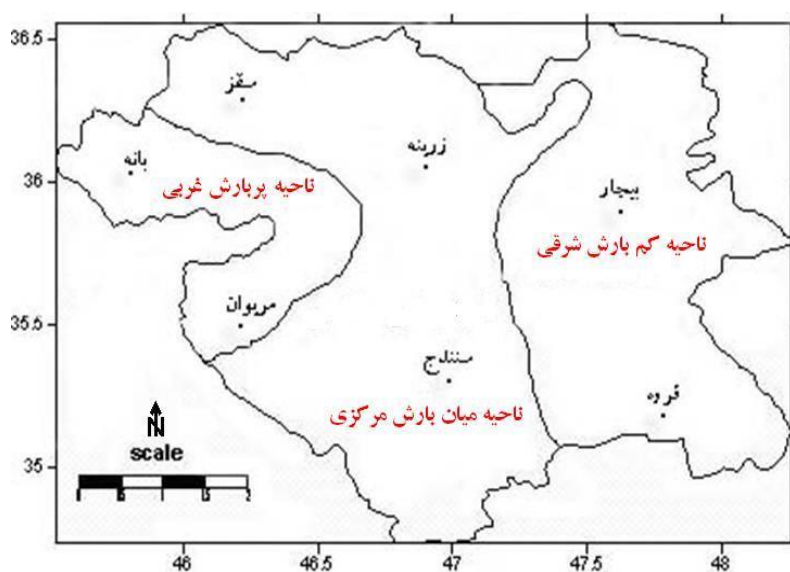 36.5
36
35.5
35
سقز
زرینه
بانه
بیجار
ناحیه پربارش غربی
ناحیه کم بارش شرقی
مریوان
سنندج
قروه
ناحیه میان بارش مرکزی
N
scale
46
46.5
47
47.5
48